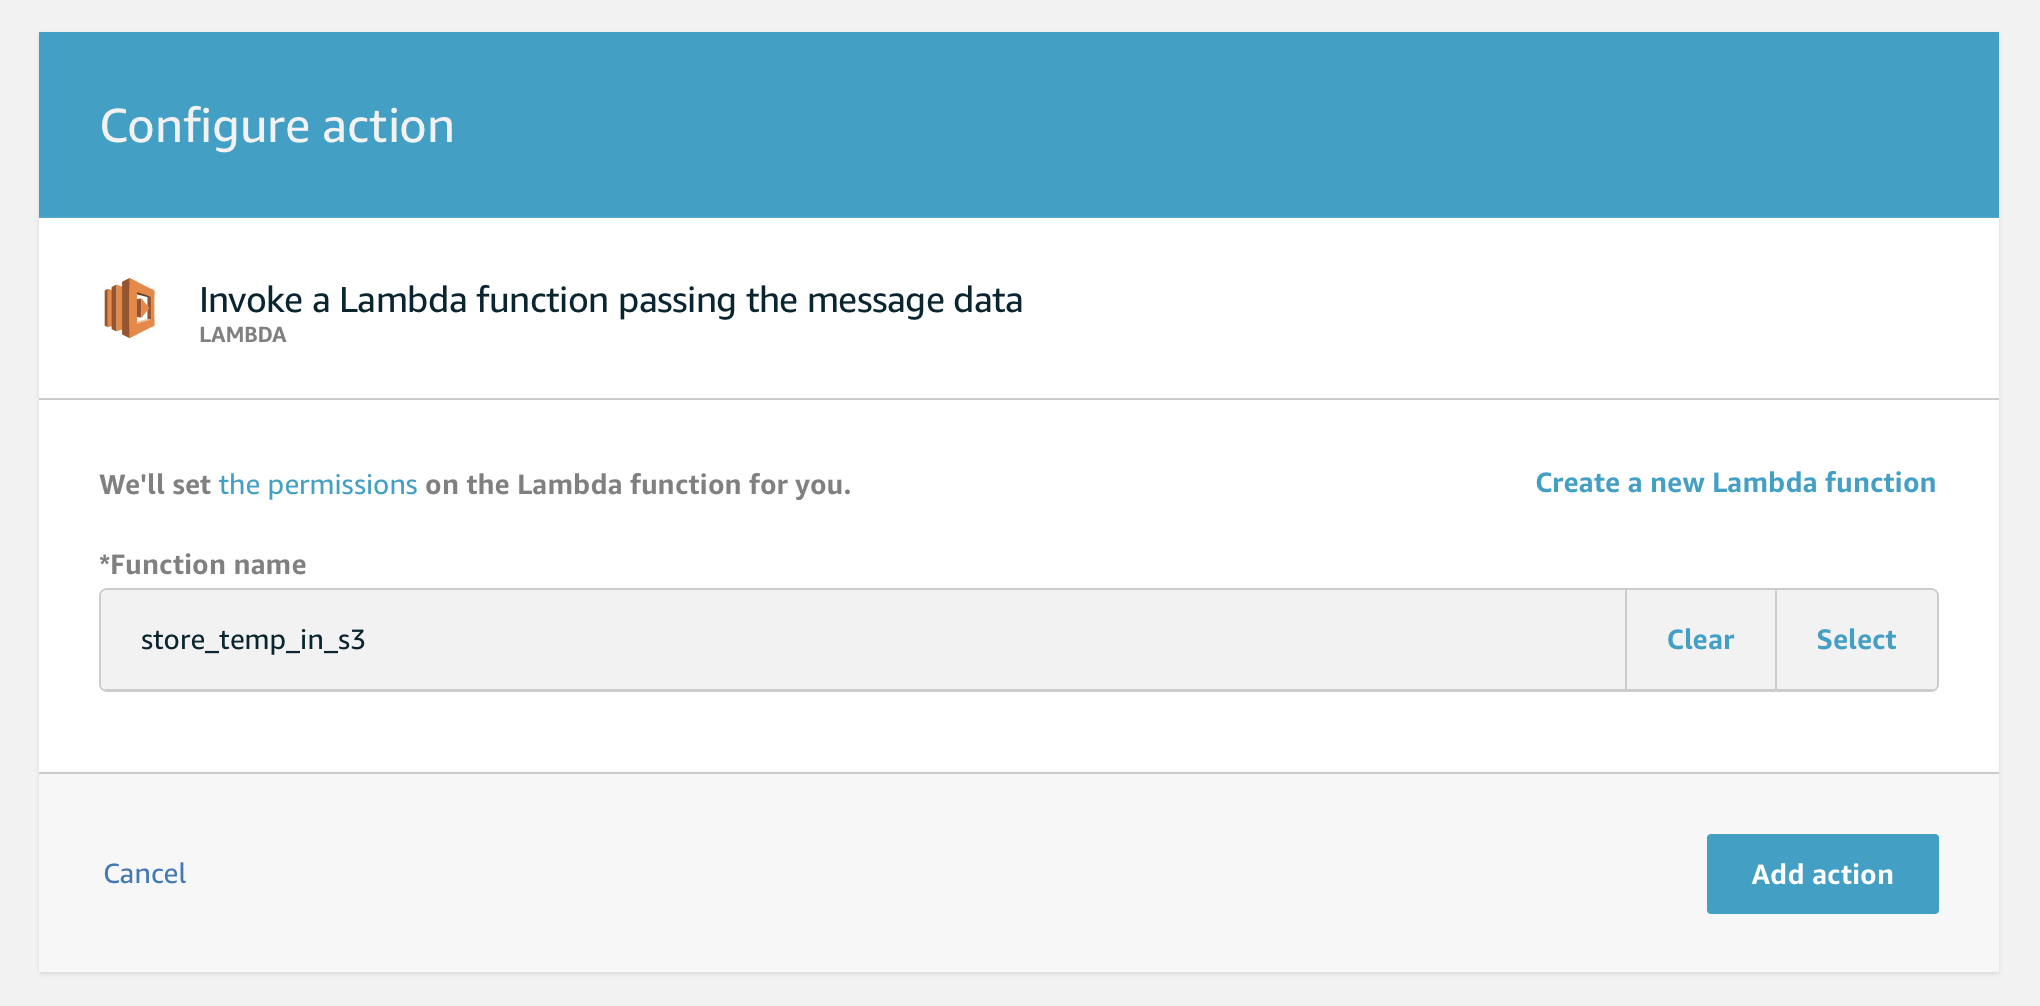 Configure action
Invoke a Lambda function passing the message data
LAMBDA
We'll set the permissions on the Lambda function for you.
Create a new Lambda function
*Function name
store_temp_in_s3
Clear
Select
Cancel
Add action